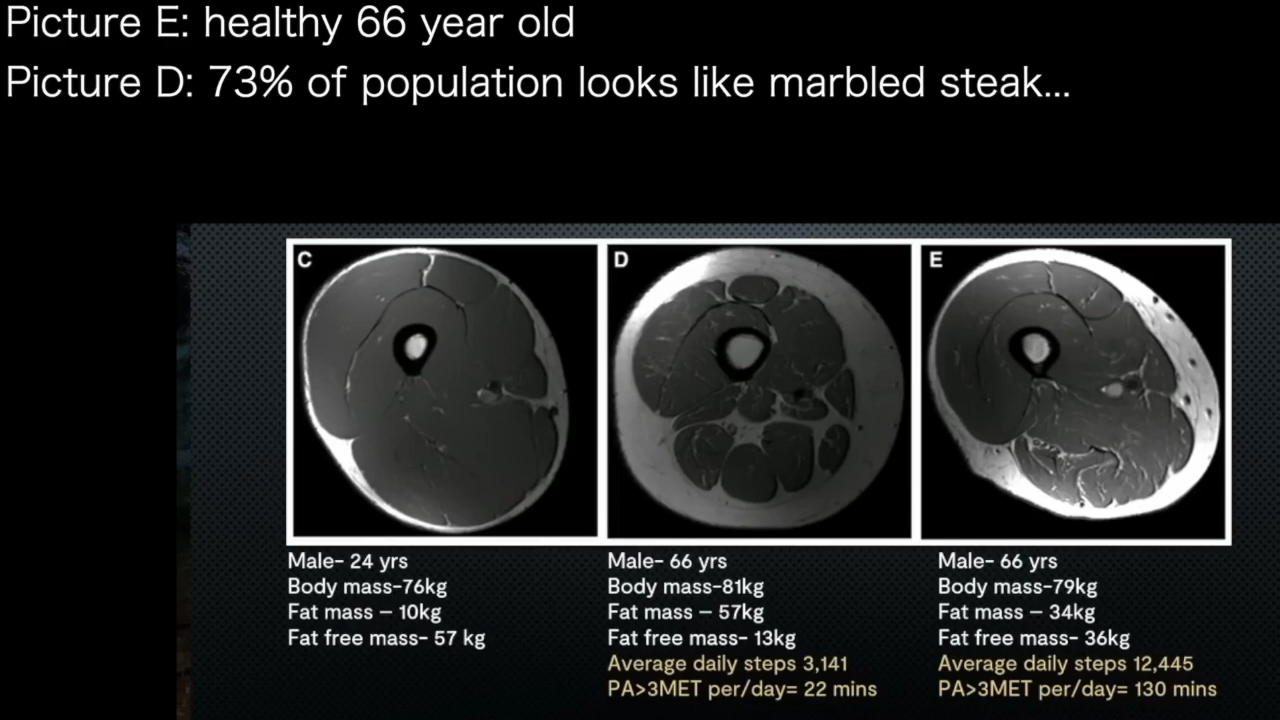 Picture E: healthy 66 year old
Picture D: 73% of population looks like marbled steak...
C
D
E
Male- 24 yrs
Body mass-76kg
Fat mass – 10kg
Fat free mass- 57 kg
Male- 66 yrs
Body mass-81kg
Fat mass – 57kg
Fat free mass- 13kg
Average daily steps 3,141
PA>3MET per/day= 22 mins
Male- 66 yrs
Body mass-79kg
Fat mass – 34kg
Fat free mass- 36kg
Average daily steps 12,445
PA>3MET per/day= 130 mins